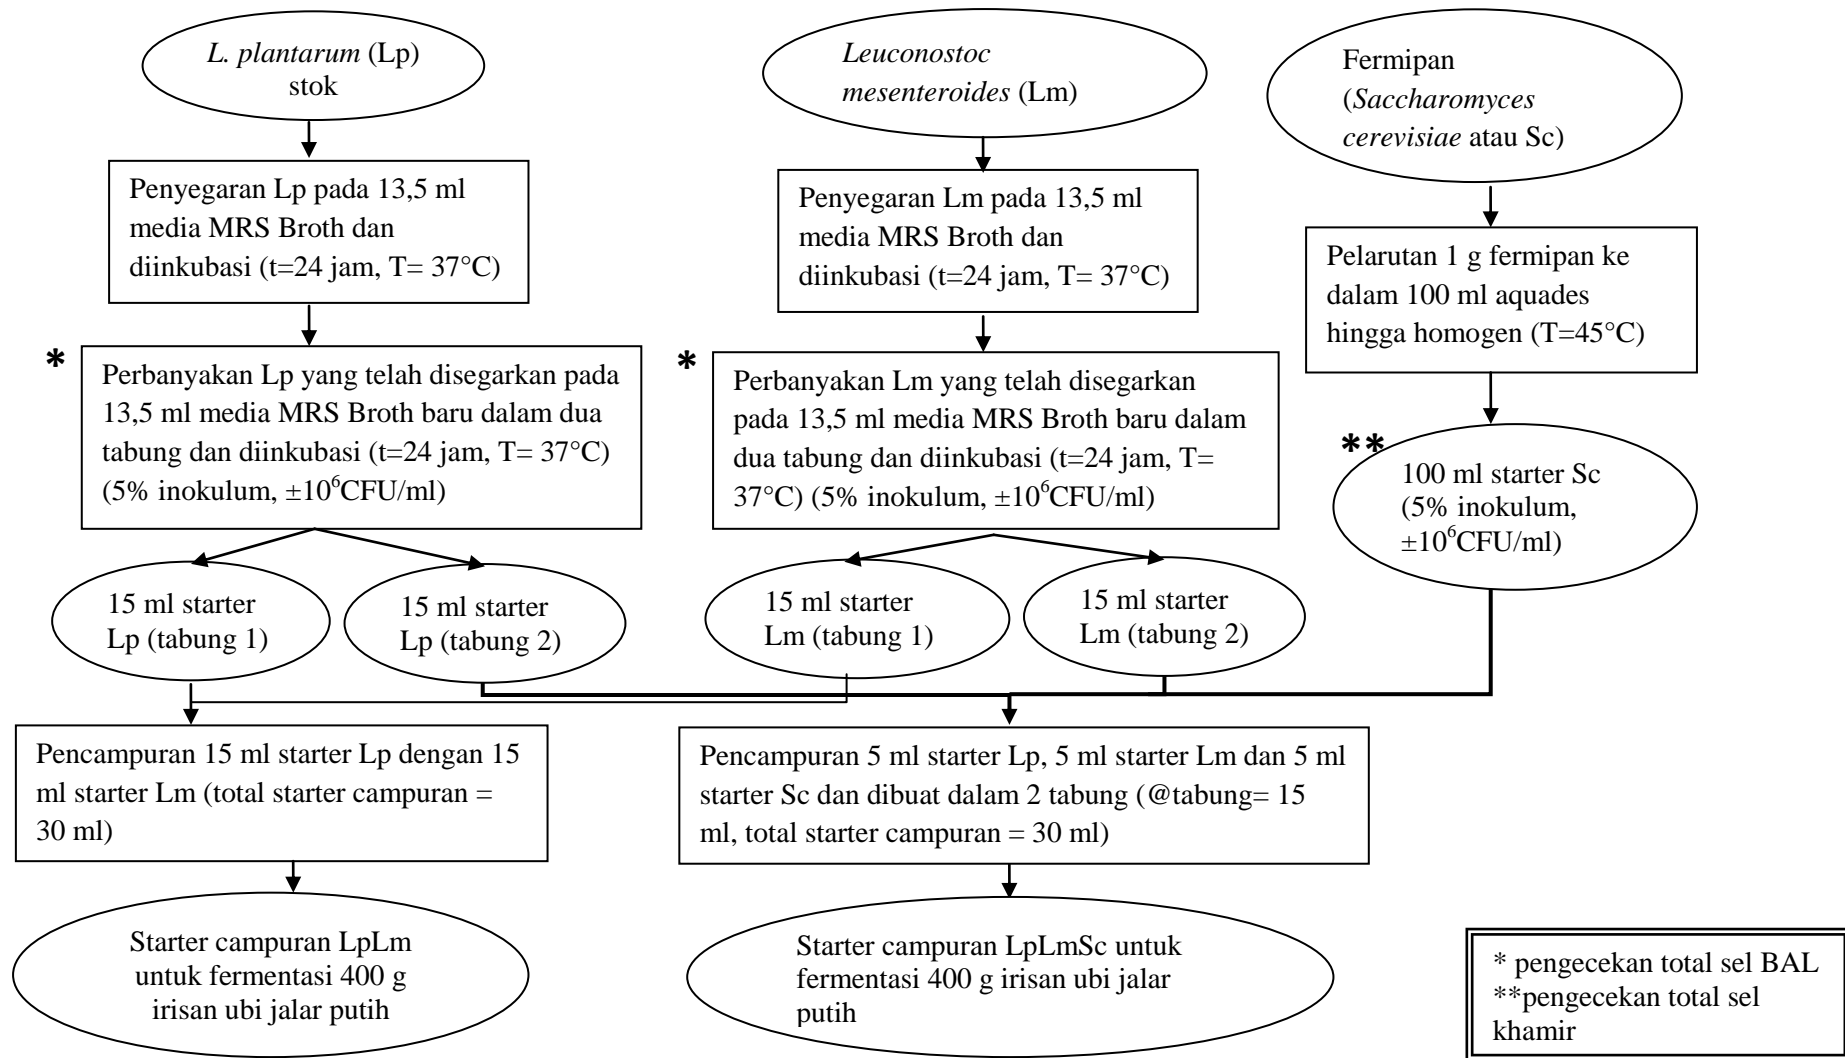 L. plantarum (Lp)
stok
Leuconostoc
mesenteroides (Lm)
Fermipan
(Saccharomyces
cerevisiae atau Sc)
Penyegaran Lp pada 13,5 ml
media MRS Broth dan
diinkubasi (t=24 jam, T= 37°C)
Penyegaran Lm pada 13,5 ml
media MRS Broth dan
diinkubasi (t=24 jam, T= 37°C)
Pelarutan 1 g fermipan ke
dalam 100 ml aquades
hingga homogen (T=45°C)
*
Perbanyakan Lp yang telah disegarkan pada
13,5 ml media MRS Broth baru dalam dua
tabung dan diinkubasi (t=24 jam, T= 37°C)
(5% inokulum, ±10⁶CFU/ml)
*
Perbanyakan Lm yang telah disegarkan
pada 13,5 ml media MRS Broth baru dalam
dua tabung dan diinkubasi (t=24 jam, T=
37°C) (5% inokulum, ±10⁶CFU/ml)
**
100 ml starter Sc
(5% inokulum,
±10⁶CFU/ml)
15 ml starter
Lp (tabung 1)
15 ml starter
Lp (tabung 2)
15 ml starter
Lm (tabung 1)
15 ml starter
Lm (tabung 2)
Pencampuran 15 ml starter Lp dengan 15
ml starter Lm (total starter campuran =
30 ml)
Pencampuran 5 ml starter Lp, 5 ml starter Lm dan 5 ml
starter Sc dan dibuat dalam 2 tabung (@tabung= 15
ml, total starter campuran = 30 ml)
Starter campuran LpLm
untuk fermentasi 400 g
irisan ubi jalar putih
Starter campuran LpLmSc untuk
fermentasi 400 g irisan ubi jalar
putih
* pengecekan total sel BAL
**pengecekan total sel
khamir